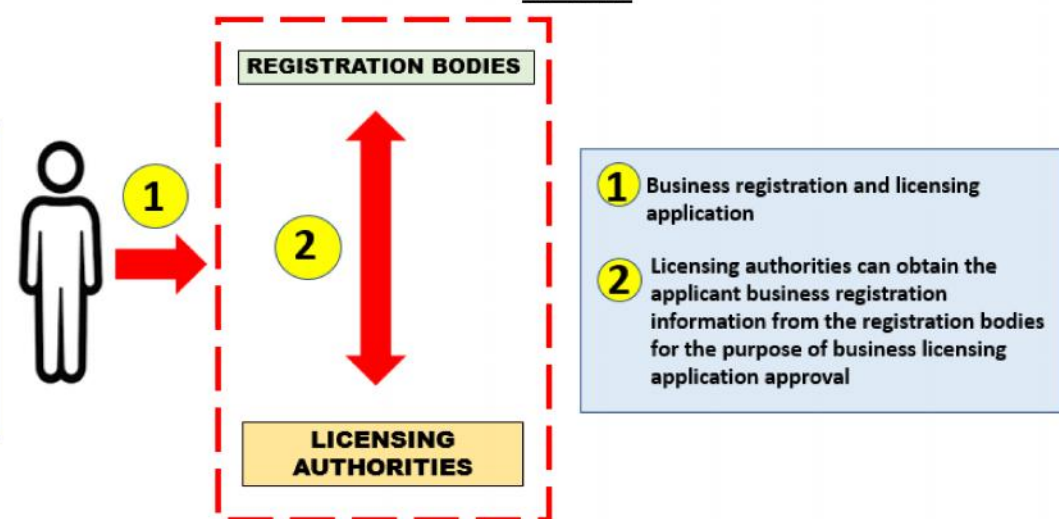 REGISTRATION BODIES
1
2
LICENSING
AUTHORITIES
1 Business registration and licensing
application
2 Licensing authorities can obtain the
applicant business registration
information from the registration bodies
for the purpose of business licensing
application approval